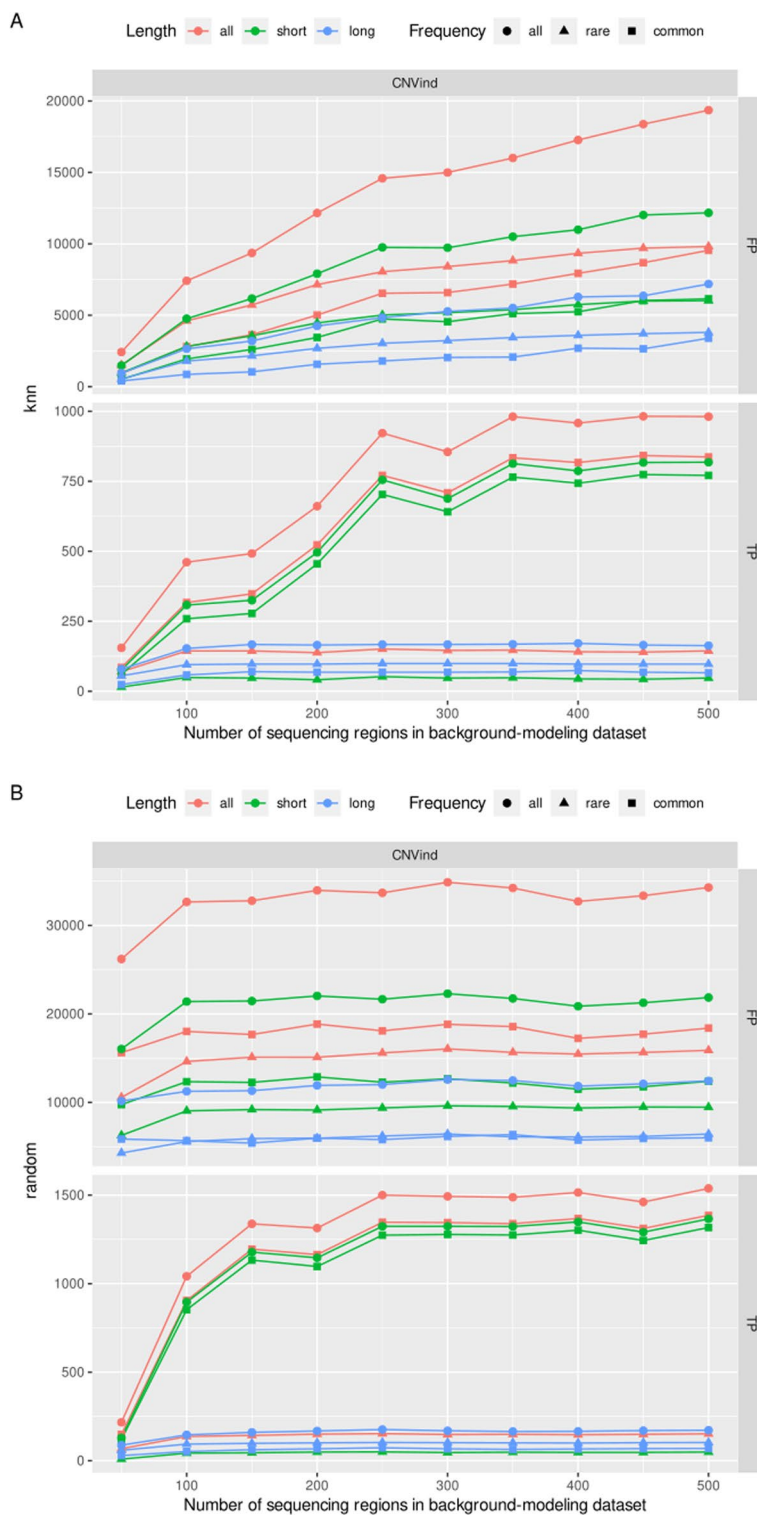 A
Length all short long Frequency all rare common
CNVind
20000
15000
10000
5000
0
FP
knn
1000
750
500
250
0
TP
100 200 300 400 500
Number of sequencing regions in background-modeling dataset
B
Length all short long Frequency all rare common
CNVind
30000
20000
10000
FP
random
1500
1000
500
0
TP
100 200 300 400 500
Number of sequencing regions in background-modeling dataset